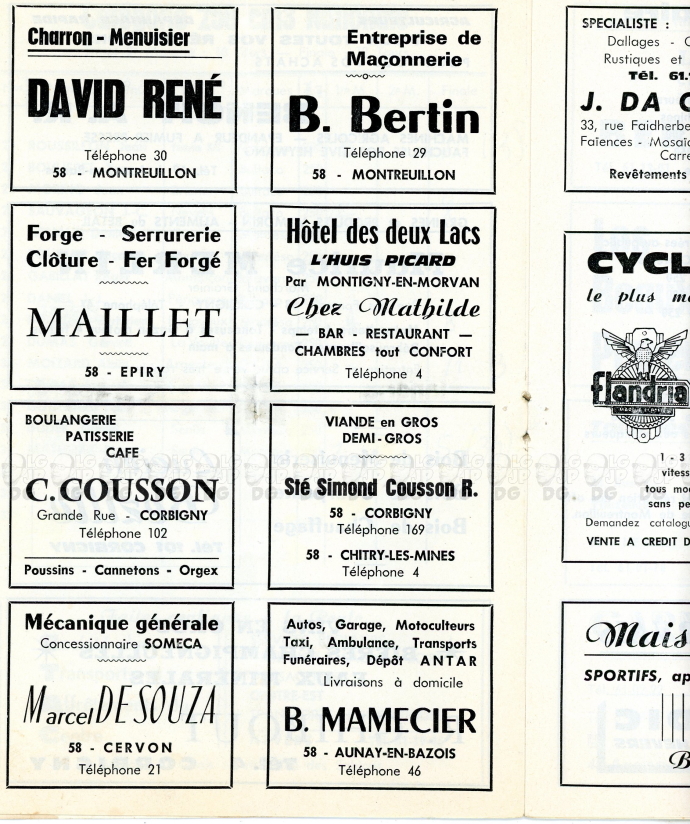 Charron - Menuisier
DAVID RENÉ
Téléphone 30
58 - MONTREUILLON
Entreprise de
Maçonnerie
B. Bertin
Téléphone 29
58 - MONTREUILLON
Forge - Serrurerie
Clôture - Fer Forgé
MAILLET
58 - EPIRY
Hôtel des deux Lacs
L'HUIS PICARD
Par MONTIGNY-EN-MORVAN
Chez Mathilde
— BAR - RESTAURANT —
CHAMBRES tout CONFORT
Téléphone 4
BOULANGERIE
PATISSERIE
CAFE
C. COUSSON
Grande Rue - CORBIGNY
Téléphone 102
Poussins - Cannetons - Orgex
VIANDE en GROS
DEMI-GROS
Sté Simond Cousson R.
58 - CORBIGNY
Téléphone 169
58 - CHITRY-LES-MINES
Téléphone 4
Mécanique générale
Concessionnaire SOMECA
Marcel DESOUZA
58 - CERVON
Téléphone 21
Autos, Garage, Motoculteurs
Taxi, Ambulance, Transports
Funéraires, Dépôt ANTAR
Livraisons à domicile
B. MAMECIER
58 - AUNAY-EN-BAZOIS
Téléphone 46
SPECIALISTE :
Dallages - C
Rustiques et
Tél. 61.
J. DA C
33, rue Faidherbe
Faïences - Mosaïq
Carre
Revêtements
CYCL
le plus mo
flandria
1 - 3
vitess
tous mo
sans pe
Demandez catalogu
VENTE A CREDIT D
Mais
SPORTIFS, ap
B